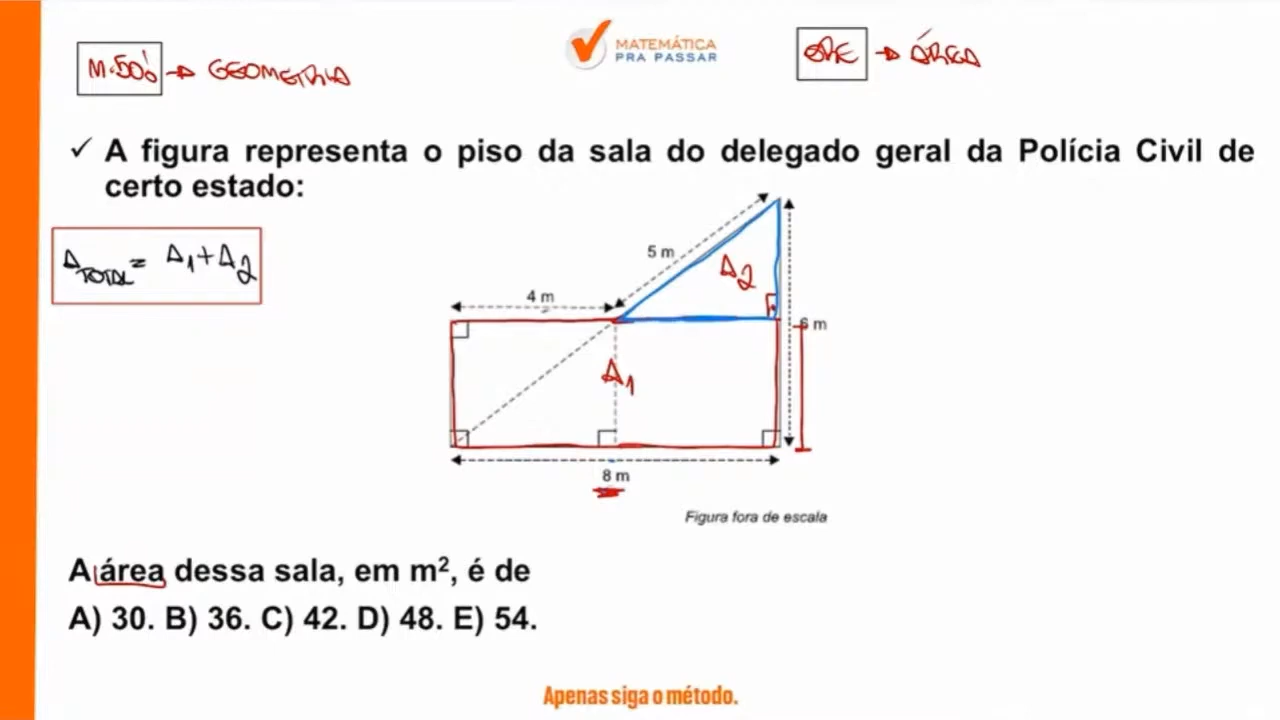 M.500 → GEOMETRIA
MATEMÁTICA
PRA PASSAR
→ ÁREA
✓ A figura representa o piso da sala do delegado geral da Polícia Civil de
certo estado:
A TOTAL = A1 + A2
5 m
A2
4 m
6 m
A1
8 m
Figura fora de escala
A área dessa sala, em m², é de
A) 30. B) 36. C) 42. D) 48. E) 54.
Apenas siga o método.